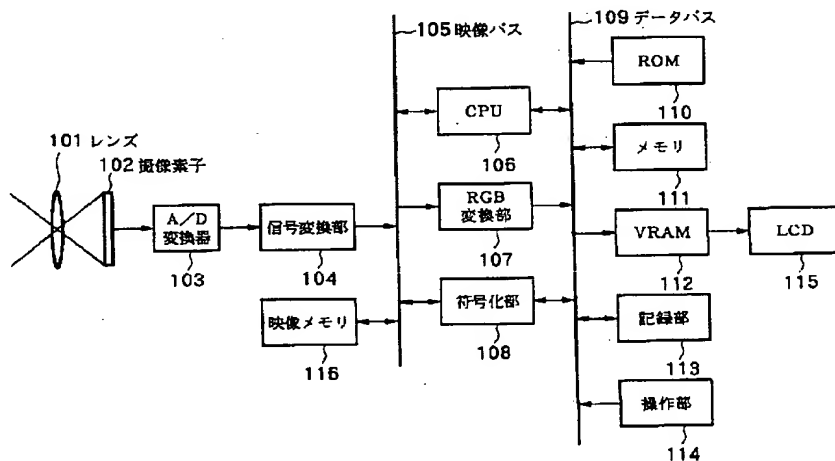 105 映像バス
109 データバス
ROM
110
CPU
106
メモリ
111
101 レンズ
102 撮像素子
A/D
変換器
103
信号変換部
104
RGB
変換部
107
VRAM
112
LCD
115
映像メモリ
116
符号化部
108
記録部
113
操作部
114